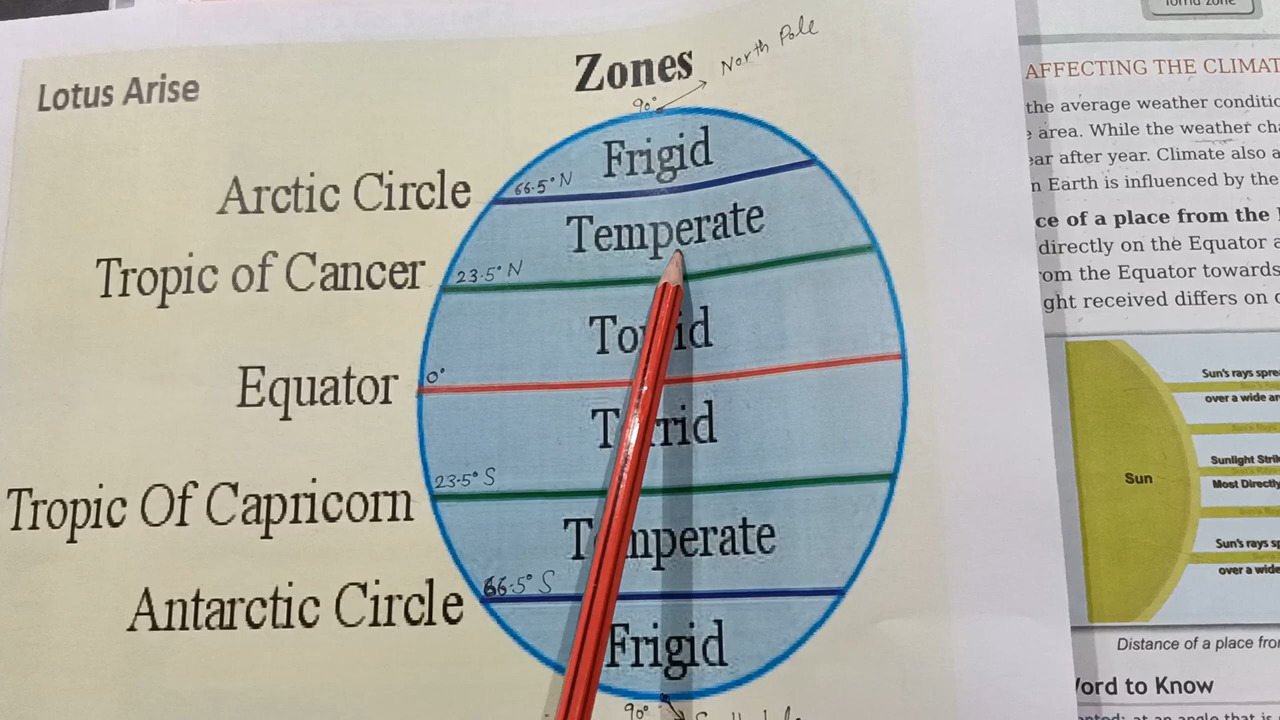 Lotus Arise
Zones
North Pole
90°
Frigid
66.5° N
Arctic Circle
Temperate
Tropic of Cancer
23.5° N
Equator
0°
23.5° S
Tropic Of Capricorn
Temperate
66.5° S
Antarctic Circle
Frigid
90°
AFFECTING THE CLIMAT
the average weather conditio
area. While the weather ch
ear after year. Climate also a
n Earth is influenced by the
ce of a place from the
directly on the Equator a
om the Equator towards
ght received differs on
Sun
Sun's rays spre
over a wide ar
Sunlight Strik
Most Directly
Sun's rays sp
over a wide
Distance of a place fro
ord to Know